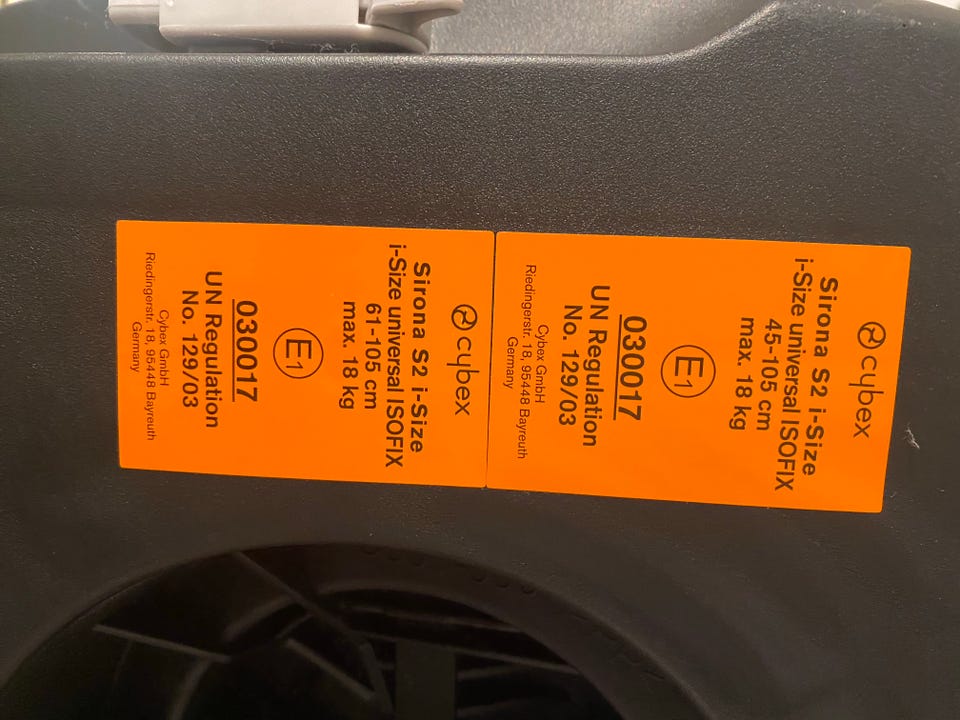 cybex
Sirona S2 i-Size
i-Size universal ISOFIX
45-105 cm
max. 18 kg
E1
030017
UN Regulation
No. 129/03
Cybex GmbH
Riedingerstr. 18, 95448 Bayreuth
Germany
cybex
Sirona S2 i-Size
i-Size universal ISOFIX
61-105 cm
max. 18 kg
E1
030017
UN Regulation
No. 129/03
Cybex GmbH
Riedingerstr. 18, 95448 Bayreuth
Germany